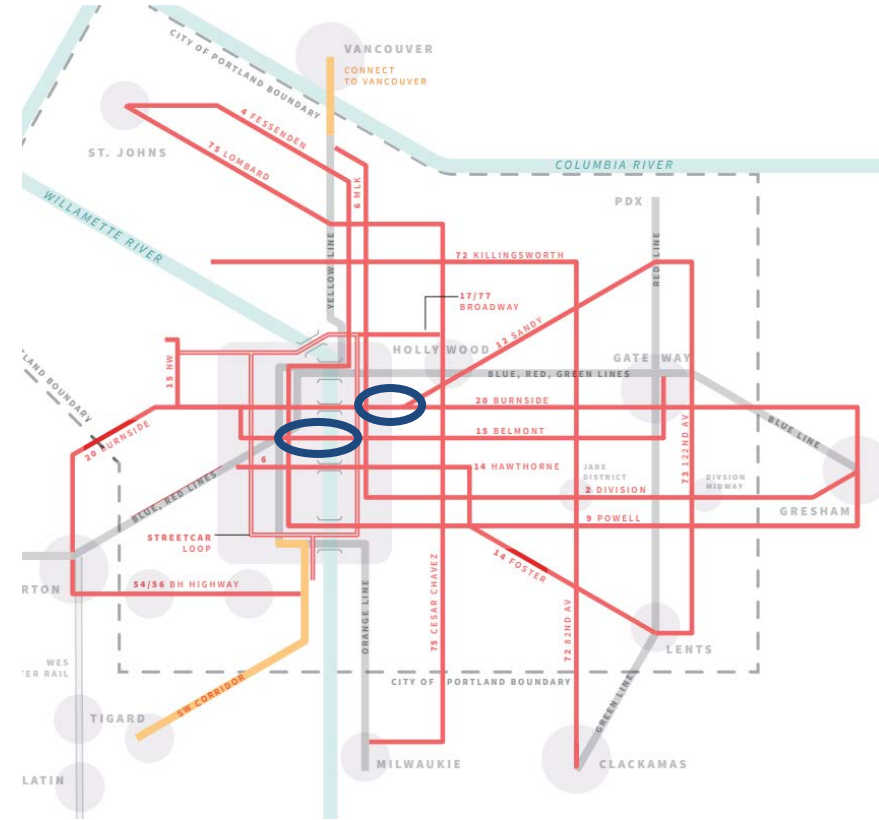 VANCOUVER
CONNECT
TO VANCOUVER
CITY OF PORTLAND BOUNDARY
4 FESSENDEN
ST. JOHNS
75 LOMBARD
6 MLK
COLUMBIA RIVER
WILLAMETTE RIVER
PDX
YELLOW LINE
72 KILLINGSWORTH
RED LINE
17/77
BROADWAY
12 SANDY
HOLLYWOOD
GATEWAY
15 NW
LAND BOUNDARY
BLUE, RED, GREEN LINES
20 BURNSIDE
20 BURNSIDE
15 BELMONT
BLUE LINE
6
14 HAWTHORNE
JADE
DISTRICT
73 122ND AV
DIVSION
MIDWAY
BLUE, RED LINES
2 DIVISION
GRESHAM
9 POWELL
STREETCAR
LOOP
14 FOSTER
RTON
54/56 BH HIGHWAY
ORANGE LINE
75 CESAR CHAVEZ
72 82ND AV
LENTS
WES
ER RAIL
CITY OF PORTLAND BOUNDARY
SW CORRIDOR
GREEN LINE
TIGARD
MILWAUKIE
CLACKAMAS
LATIN